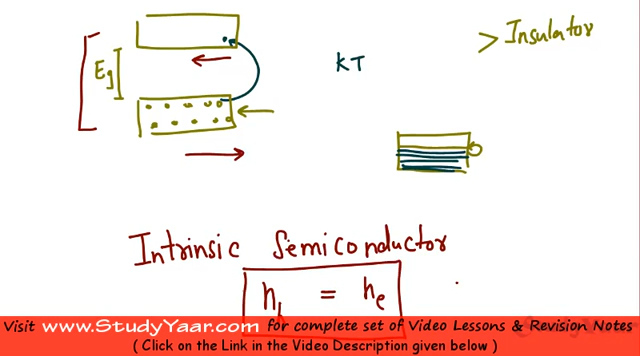 > Insulator
Eg
KT
Intrinsic Semiconductor
nh = ne
Visit www.StudyYaar.com for complete set of Video Lessons & Revision Notes
( Click on the Link in the Video Description given below )